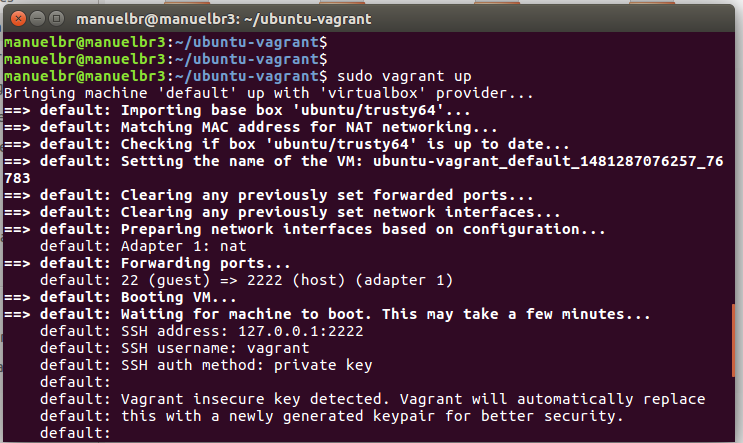 manuelbr@manuelbr3: ~/ubuntu-vagrant
manuelbr@manuelbr3:~/ubuntu-vagrant$
manuelbr@manuelbr3:~/ubuntu-vagrant$
manuelbr@manuelbr3:~/ubuntu-vagrant$ sudo vagrant up
Bringing machine 'default' up with 'virtualbox' provider...
==> default: Importing base box 'ubuntu/trusty64'...
==> default: Matching MAC address for NAT networking...
==> default: Checking if box 'ubuntu/trusty64' is up to date...
==> default: Setting the name of the VM: ubuntu-vagrant_default_1481287076257_76
783
==> default: Clearing any previously set forwarded ports...
==> default: Clearing any previously set network interfaces...
==> default: Preparing network interfaces based on configuration...
    default: Adapter 1: nat
==> default: Forwarding ports...
    default: 22 (guest) => 2222 (host) (adapter 1)
==> default: Booting VM...
==> default: Waiting for machine to boot. This may take a few minutes...
    default: SSH address: 127.0.0.1:2222
    default: SSH username: vagrant
    default: SSH auth method: private key
    default:
    default: Vagrant insecure key detected. Vagrant will automatically replace
    default: this with a newly generated keypair for better security.
    default: